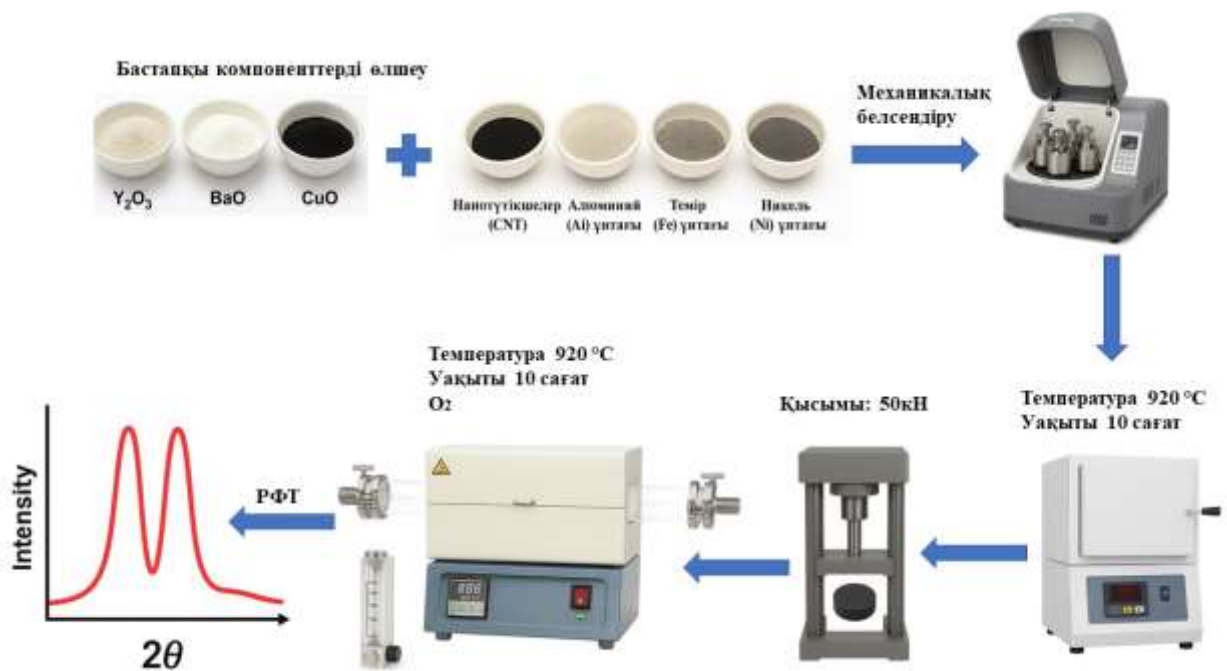 Бастапқы компоненттерді өлшеу
Y₂O₃
BaO
CuO
Нанотүтікшелер
(CNT)
Алюминий
(Ai) ұнтағы
Темір
(Fe) ұнтағы
Никель
(Ni) ұнтағы
Механикалық
белсендіру
Температура 920 °C
Уақыты 10 сағат
Қысымы: 50кН
Температура 920 °C
Уақыты 10 сағат
O₂
РФТ
Intensity
2θ